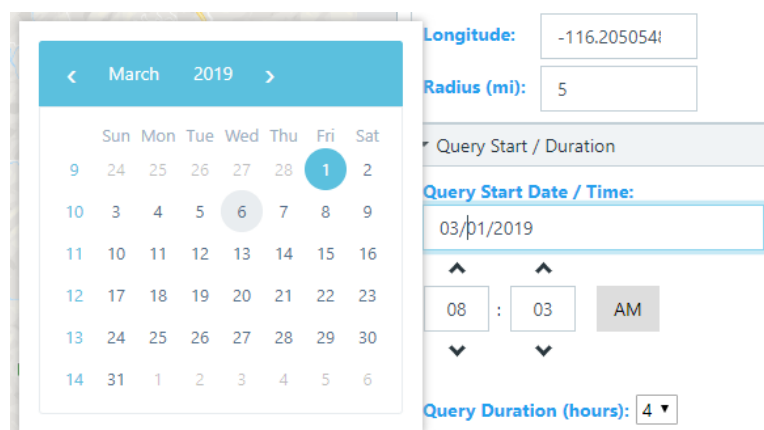 ‹ March 2019 ›
Sun Mon Tue Wed Thu Fri Sat
9 24 25 26 27 28 1 2
10 3 4 5 6 7 8 9
11 10 11 12 13 14 15 16
12 17 18 19 20 21 22 23
13 24 25 26 27 28 29 30
14 31 1 2 3 4 5 6
Longitude: -116.2050548
Radius (mi): 5
Query Start / Duration
Query Start Date / Time:
03/01/2019
08 : 03 AM
Query Duration (hours): 4